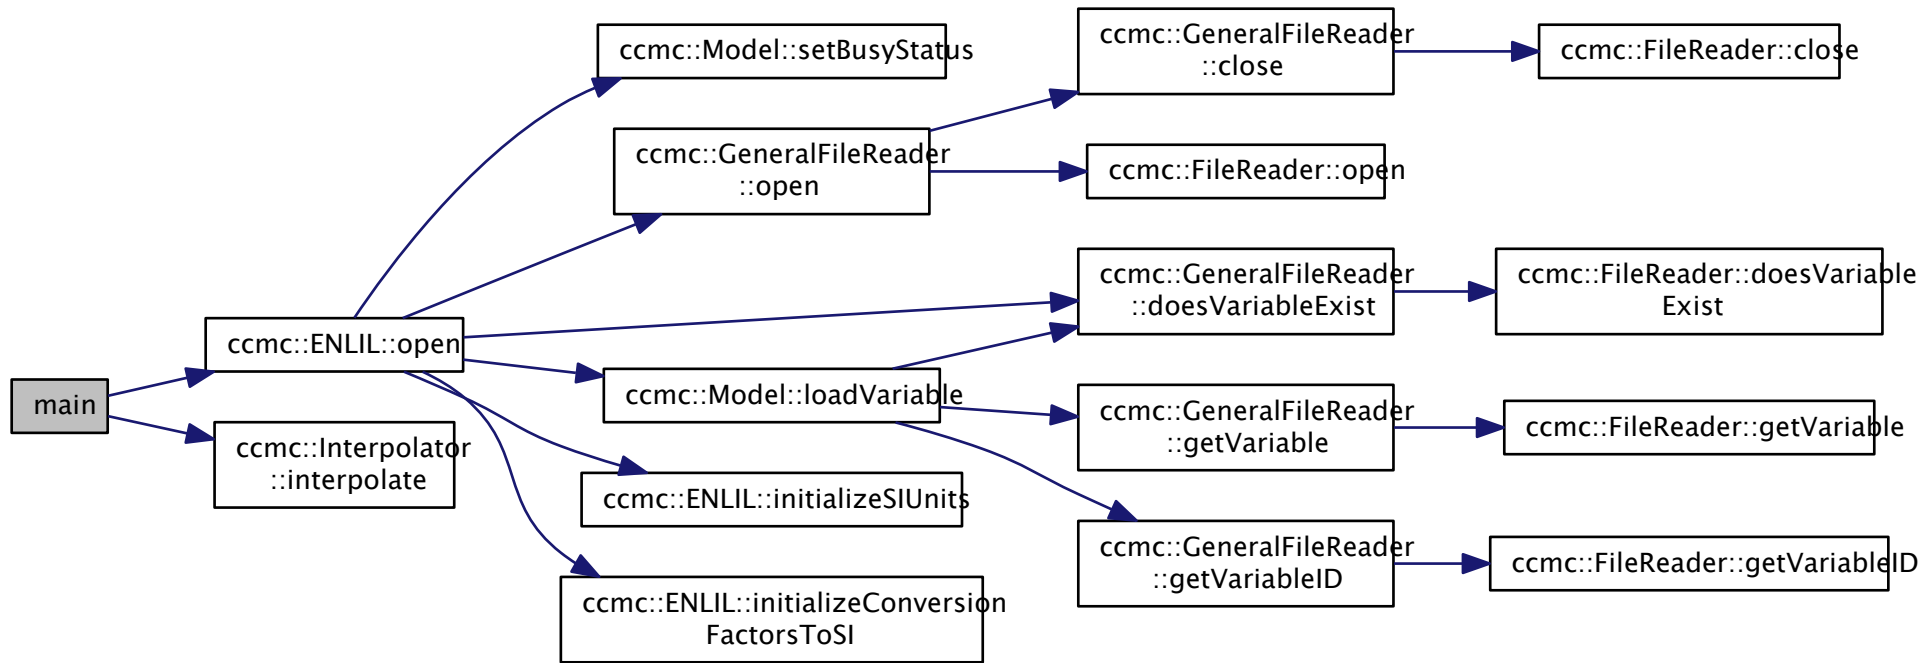 main
ccmc::ENLIL::open
ccmc::Interpolator
::interpolate
ccmc::Model::setBusyStatus
ccmc::GeneralFileReader
::open
ccmc::Model::loadVariable
ccmc::ENLIL::initializeSIUnits
ccmc::ENLIL::initializeConversion
FactorsToSI
ccmc::GeneralFileReader
::close
ccmc::FileReader::open
ccmc::GeneralFileReader
::doesVariableExist
ccmc::GeneralFileReader
::getVariable
ccmc::GeneralFileReader
::getVariableID
ccmc::FileReader::close
ccmc::FileReader::doesVariable
Exist
ccmc::FileReader::getVariable
ccmc::FileReader::getVariableID